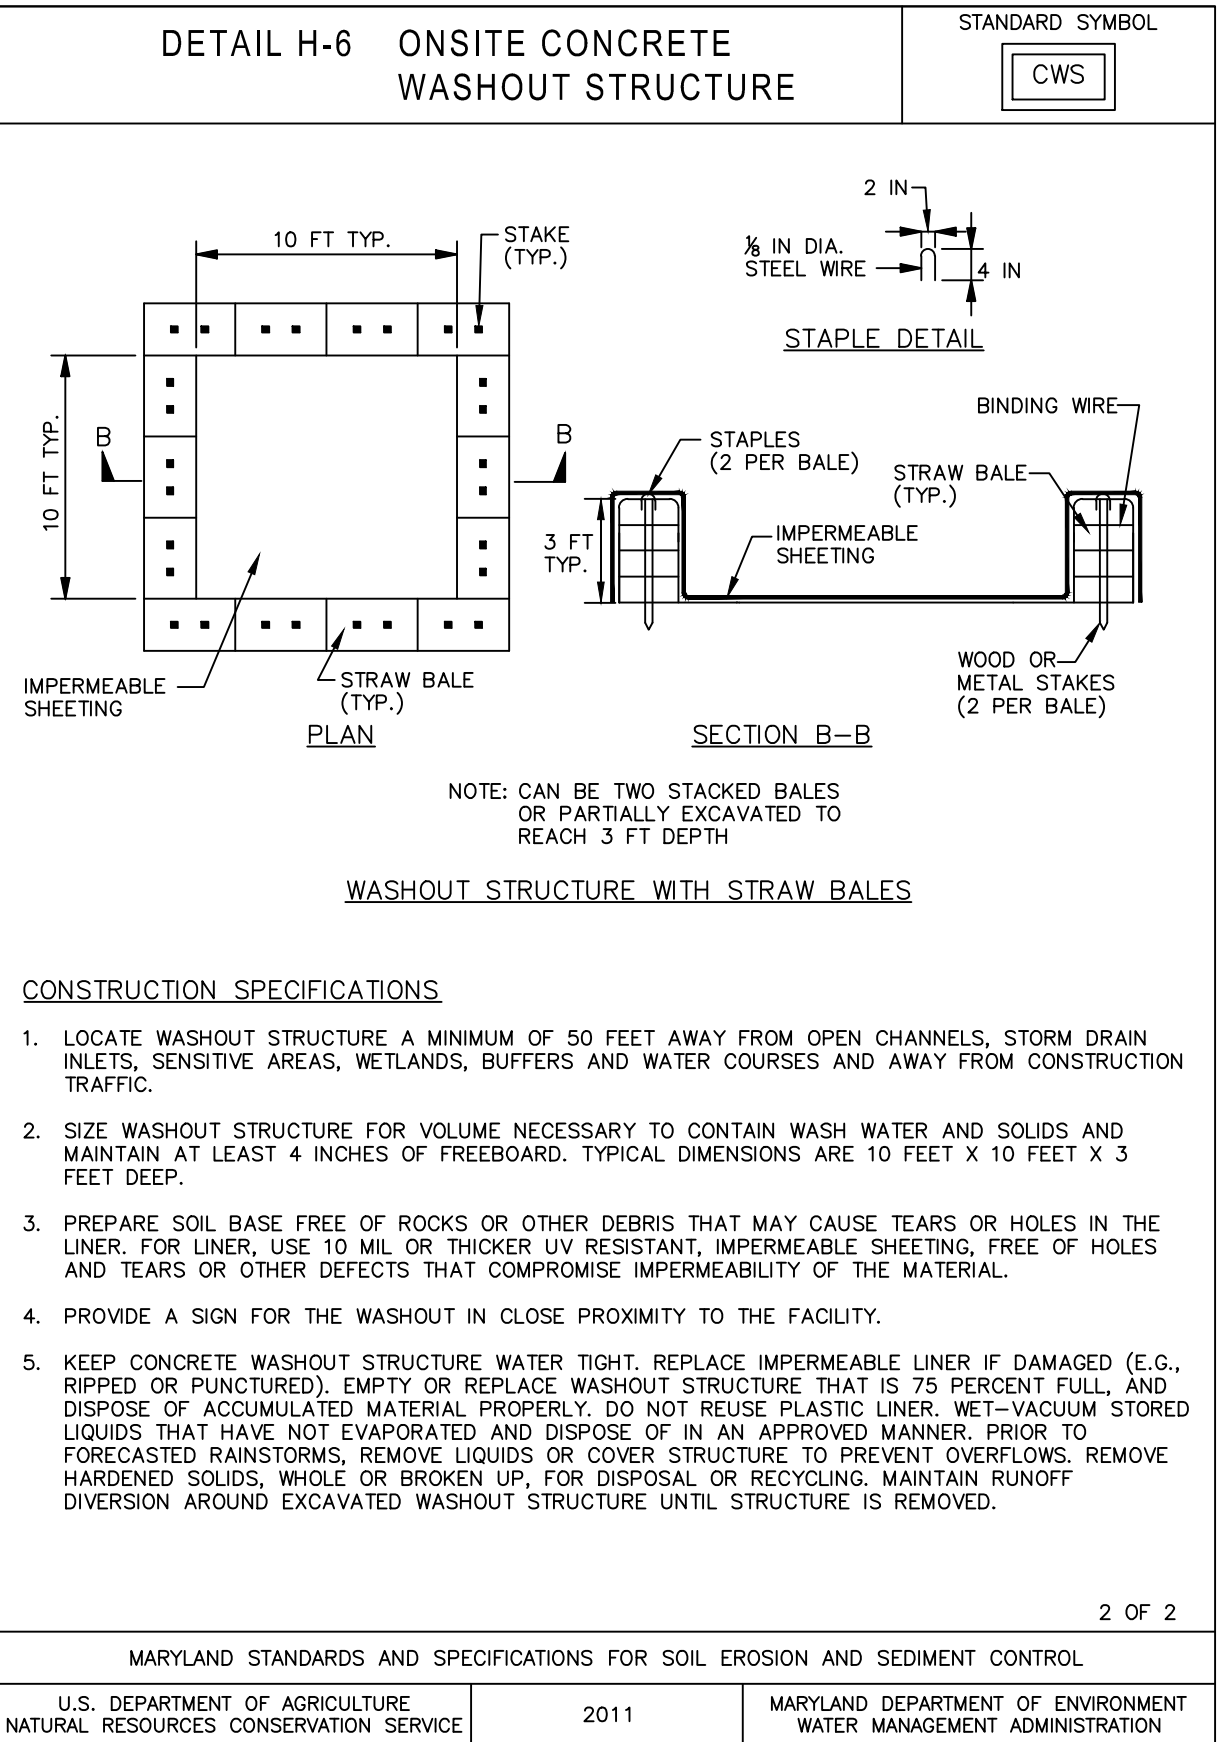 DETAIL H-6 ONSITE CONCRETE
WASHOUT STRUCTURE
STANDARD SYMBOL
CWS
10 FT TYP.
STAKE
(TYP.)
10 FT TYP.
B
B
IMPERMEABLE
SHEETING
STRAW BALE
(TYP.)
PLAN
2 IN
⅛ IN DIA.
STEEL WIRE
4 IN
STAPLE DETAIL
BINDING WIRE
STAPLES
(2 PER BALE)
STRAW BALE
(TYP.)
3 FT
TYP.
IMPERMEABLE
SHEETING
WOOD OR
METAL STAKES
(2 PER BALE)
SECTION B-B
NOTE: CAN BE TWO STACKED BALES
OR PARTIALLY EXCAVATED TO
REACH 3 FT DEPTH
WASHOUT STRUCTURE WITH STRAW BALES
CONSTRUCTION SPECIFICATIONS
1. LOCATE WASHOUT STRUCTURE A MINIMUM OF 50 FEET AWAY FROM OPEN CHANNELS, STORM DRAIN
INLETS, SENSITIVE AREAS, WETLANDS, BUFFERS AND WATER COURSES AND AWAY FROM CONSTRUCTION
TRAFFIC.
2. SIZE WASHOUT STRUCTURE FOR VOLUME NECESSARY TO CONTAIN WASH WATER AND SOLIDS AND
MAINTAIN AT LEAST 4 INCHES OF FREEBOARD. TYPICAL DIMENSIONS ARE 10 FEET X 10 FEET X 3
FEET DEEP.
3. PREPARE SOIL BASE FREE OF ROCKS OR OTHER DEBRIS THAT MAY CAUSE TEARS OR HOLES IN THE
LINER. FOR LINER, USE 10 MIL OR THICKER UV RESISTANT, IMPERMEABLE SHEETING, FREE OF HOLES
AND TEARS OR OTHER DEFECTS THAT COMPROMISE IMPERMEABILITY OF THE MATERIAL.
4. PROVIDE A SIGN FOR THE WASHOUT IN CLOSE PROXIMITY TO THE FACILITY.
5. KEEP CONCRETE WASHOUT STRUCTURE WATER TIGHT. REPLACE IMPERMEABLE LINER IF DAMAGED (E.G.,
RIPPED OR PUNCTURED). EMPTY OR REPLACE WASHOUT STRUCTURE THAT IS 75 PERCENT FULL, AND
DISPOSE OF ACCUMULATED MATERIAL PROPERLY. DO NOT REUSE PLASTIC LINER. WET-VACUUM STORED
LIQUIDS THAT HAVE NOT EVAPORATED AND DISPOSE OF IN AN APPROVED MANNER. PRIOR TO
FORECASTED RAINSTORMS, REMOVE LIQUIDS OR COVER STRUCTURE TO PREVENT OVERFLOWS. REMOVE
HARDENED SOLIDS, WHOLE OR BROKEN UP, FOR DISPOSAL OR RECYCLING. MAINTAIN RUNOFF
DIVERSION AROUND EXCAVATED WASHOUT STRUCTURE UNTIL STRUCTURE IS REMOVED.
2 OF 2
MARYLAND STANDARDS AND SPECIFICATIONS FOR SOIL EROSION AND SEDIMENT CONTROL
U.S. DEPARTMENT OF AGRICULTURE
NATURAL RESOURCES CONSERVATION SERVICE
2011
MARYLAND DEPARTMENT OF ENVIRONMENT
WATER MANAGEMENT ADMINISTRATION